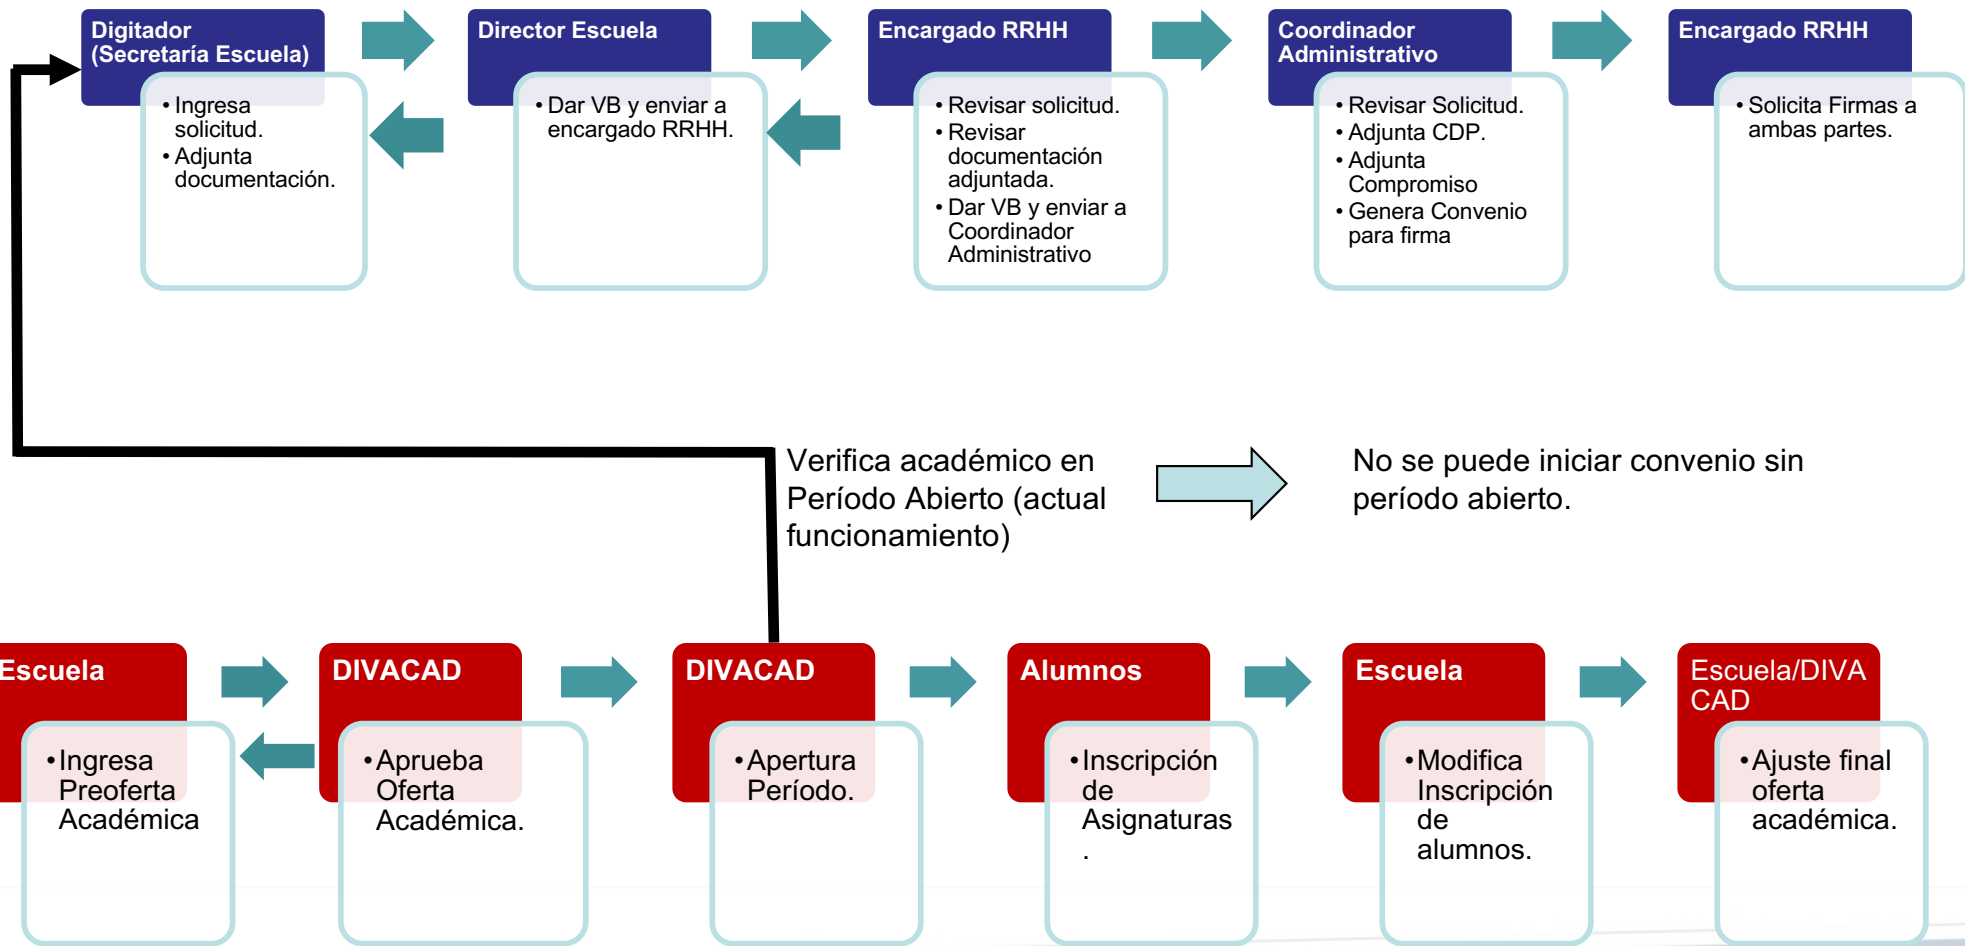 Digitador
(Secretaría Escuela)
• Ingresa
solicitud.
• Adjunta
documentación.
Director Escuela
• Dar VB y enviar a
encargado RRHH.
Encargado RRHH
• Revisar solicitud.
• Revisar
documentación
adjuntada.
• Dar VB y enviar a
Coordinador
Administrativo
Coordinador
Administrativo
• Revisar Solicitud.
• Adjunta CDP.
• Adjunta
Compromiso
• Genera Convenio
para firma
Encargado RRHH
• Solicita Firmas a
ambas partes.
Verifica académico en
Período Abierto (actual
funcionamiento)
No se puede iniciar convenio sin
período abierto.
Escuela
• Ingresa
Preoferta
Académica
DIVACAD
• Aprueba
Oferta
Académica.
DIVACAD
• Apertura
Período.
Alumnos
• Inscripción
de
Asignaturas
.
Escuela
• Modifica
Inscripción
de
alumnos.
Escuela/DIVA
CAD
• Ajuste final
oferta
académica.